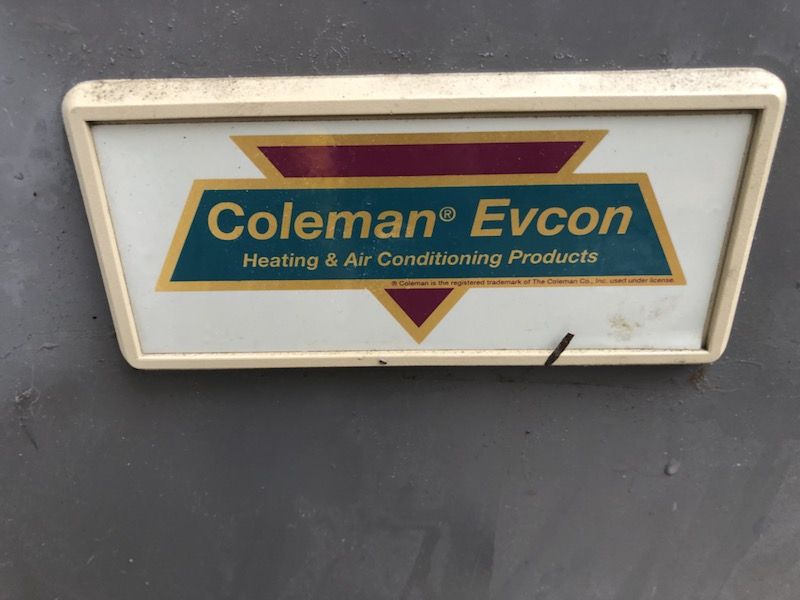 Coleman® Evcon
Heating & Air Conditioning Products
® Coleman is the registered trademark of The Coleman Co., Inc. used under license